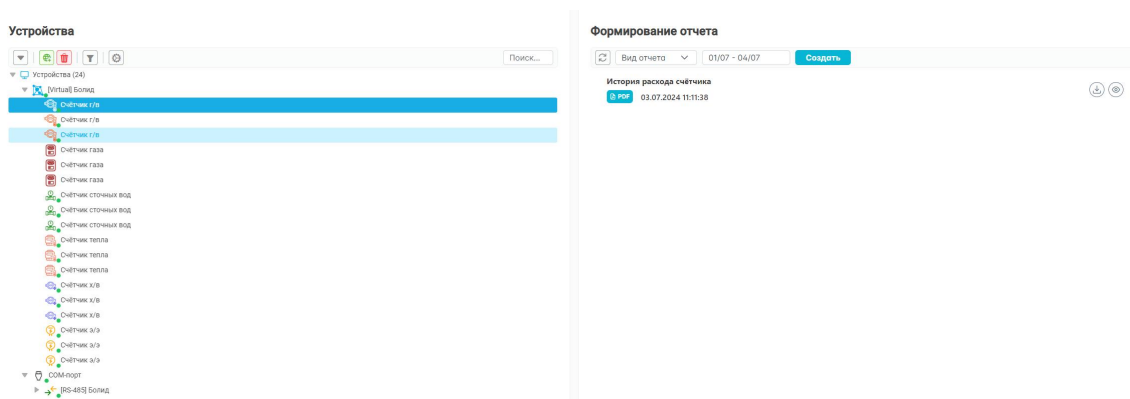 Устройства
Поиск...
Устройства (24)
[Virtual] Болид
Счётчик г/в
Счётчик г/в
Счётчик г/в
Счётчик газа
Счётчик газа
Счётчик газа
Счётчик сточных вод
Счётчик сточных вод
Счётчик сточных вод
Счётчик тепла
Счётчик тепла
Счётчик тепла
Счётчик х/в
Счётчик х/в
Счётчик х/в
Счётчик э/э
Счётчик э/э
Счётчик э/э
COM-порт
[RS-485] Болид
Формирование отчета
Вид отчета 01/07 - 04/07 Создать
История расхода счётчика
PDF 03.07.2024 11:11:38